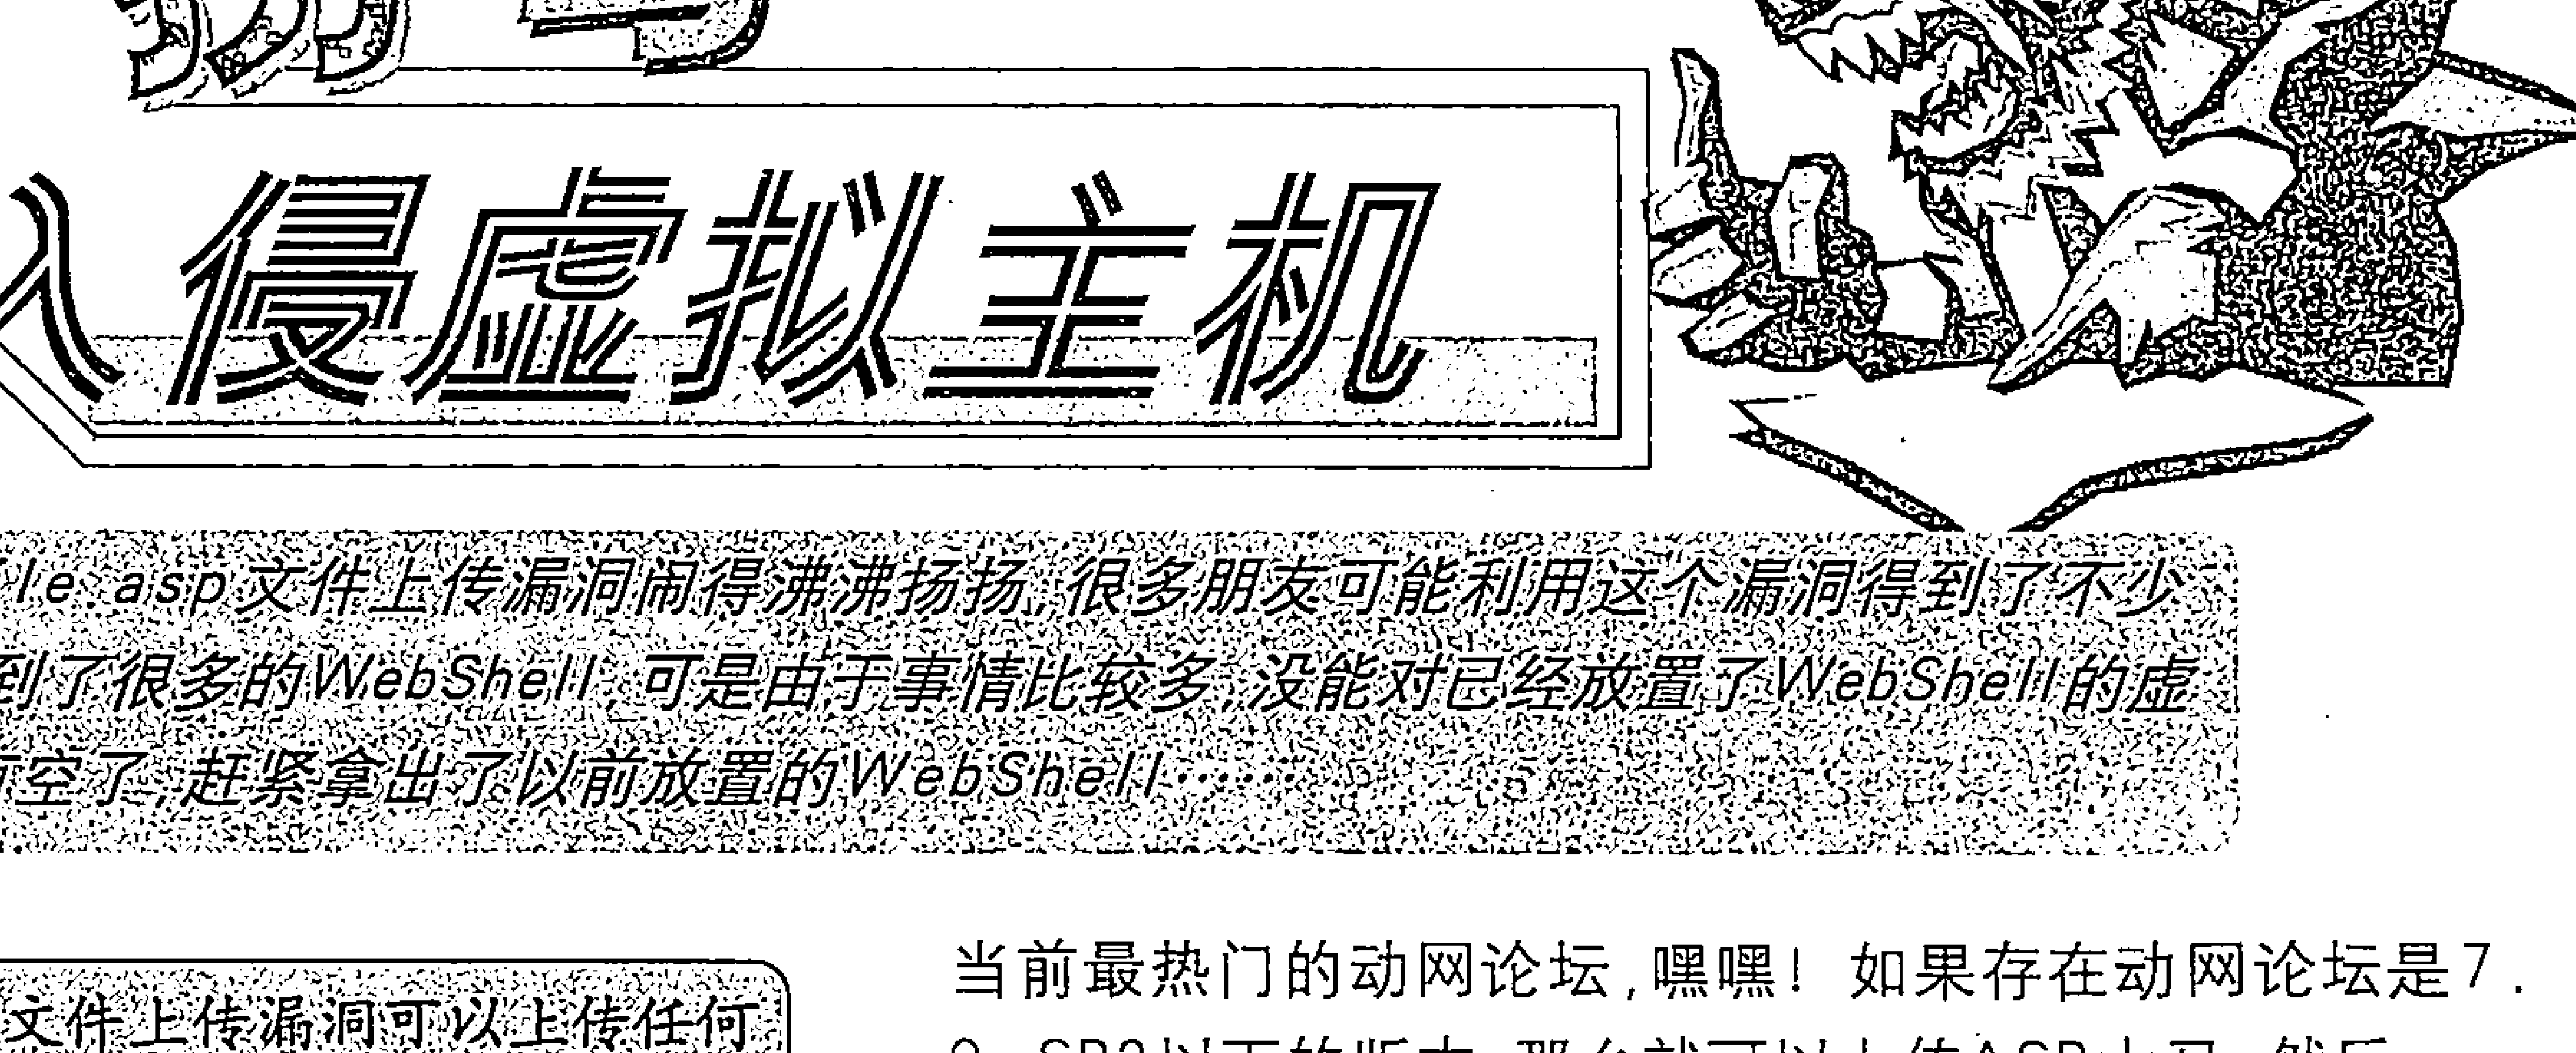 入侵虚拟主机
le.asp文件上传漏洞闹得沸沸扬扬,很多朋友可能利用这个漏洞得到了不少
到了很多的WebShell,可是由于事情比较多,没能对已经放置了WebShell的虚
空了,赶紧拿出了以前放置的WebShell……
文件上传漏洞可以上传任何
当前最热门的动网论坛,嘿嘿!如果存在动网论坛是7.